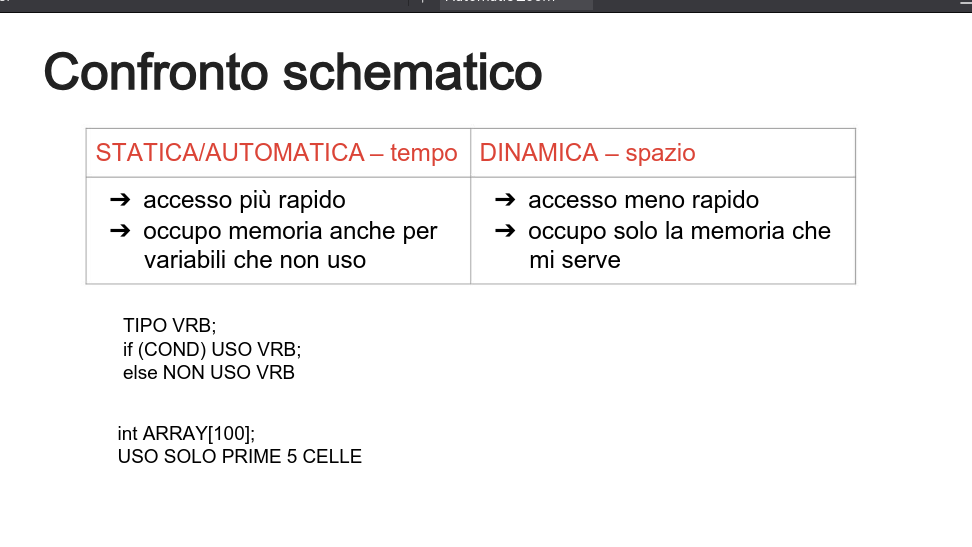 Confronto schematico
STATICA/AUTOMATICA – tempo
DINAMICA – spazio
➔ accesso più rapido
➔ occupo memoria anche per
variabili che non uso
➔ accesso meno rapido
➔ occupo solo la memoria che
mi serve
TIPO VRB;
if (COND) USO VRB;
else NON USO VRB
int ARRAY[100];
USO SOLO PRIME 5 CELLE